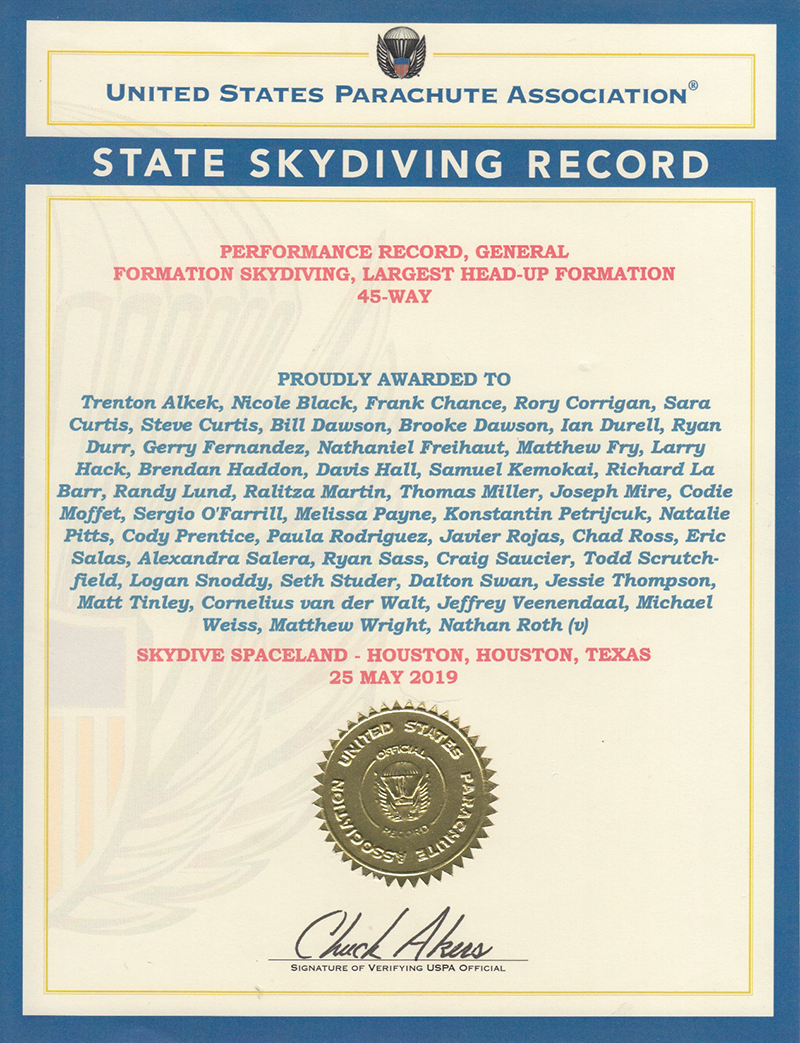 UNITED STATES PARACHUTE ASSOCIATION®
STATE SKYDIVING RECORD
PERFORMANCE RECORD, GENERAL
FORMATION SKYDIVING, LARGEST HEAD-UP FORMATION
45-WAY
PROUDLY AWARDED TO
Trenton Alkek, Nicole Black, Frank Chance, Rory Corrigan, Sara
Curtis, Steve Curtis, Bill Dawson, Brooke Dawson, Ian Durell, Ryan
Durr, Gerry Fernandez, Nathaniel Freihaut, Matthew Fry, Larry
Hack, Brendan Haddon, Davis Hall, Samuel Kemokai, Richard La
Barr, Randy Lund, Ralitza Martin, Thomas Miller, Joseph Mire, Codie
Moffet, Sergio O'Farrill, Melissa Payne, Konstantin Petrijcuk, Natalie
Pitts, Cody Prentice, Paula Rodriguez, Javier Rojas, Chad Ross, Eric
Salas, Alexandra Salera, Ryan Sass, Craig Saucier, Todd Scrutch-
field, Logan Snoddy, Seth Studer, Dalton Swan, Jessie Thompson,
Matt Tinley, Cornelius van der Walt, Jeffrey Veenendaal, Michael
Weiss, Matthew Wright, Nathan Roth (v)
SKYDIVE SPACELAND - HOUSTON, HOUSTON, TEXAS
25 MAY 2019
UNITED STATES PARACHUTE ASSOCIATION
OFFICIAL
RECORD
Chuck Akers
SIGNATURE OF VERIFYING USPA OFFICIAL